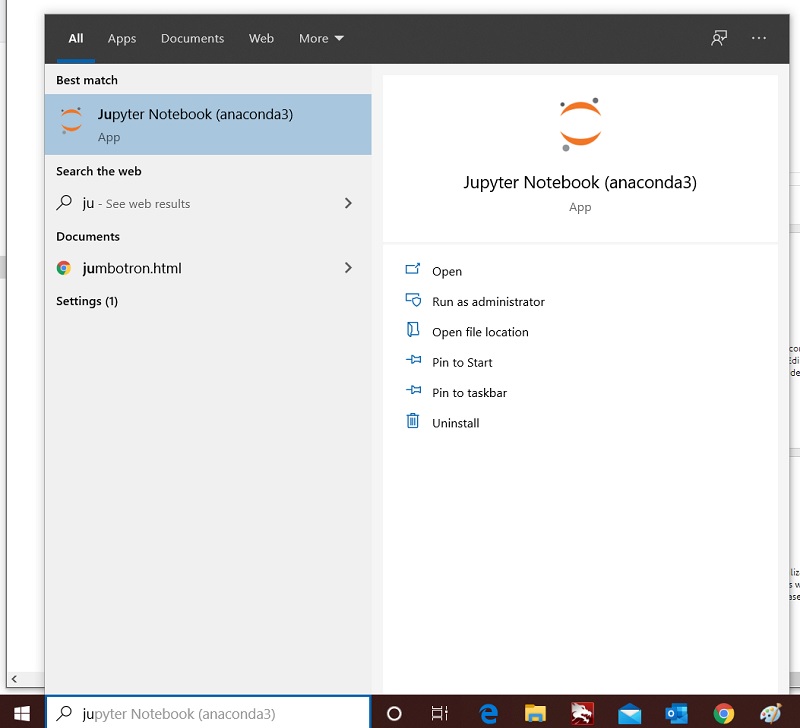 All Apps Documents Web More
Best match
Jupyter Notebook (anaconda3)
App
Search the web
ju - See web results
Documents
jumbotron.html
Settings (1)
Jupyter Notebook (anaconda3)
App
Open
Run as administrator
Open file location
Pin to Start
Pin to taskbar
Uninstall
jupyter Notebook (anaconda3)